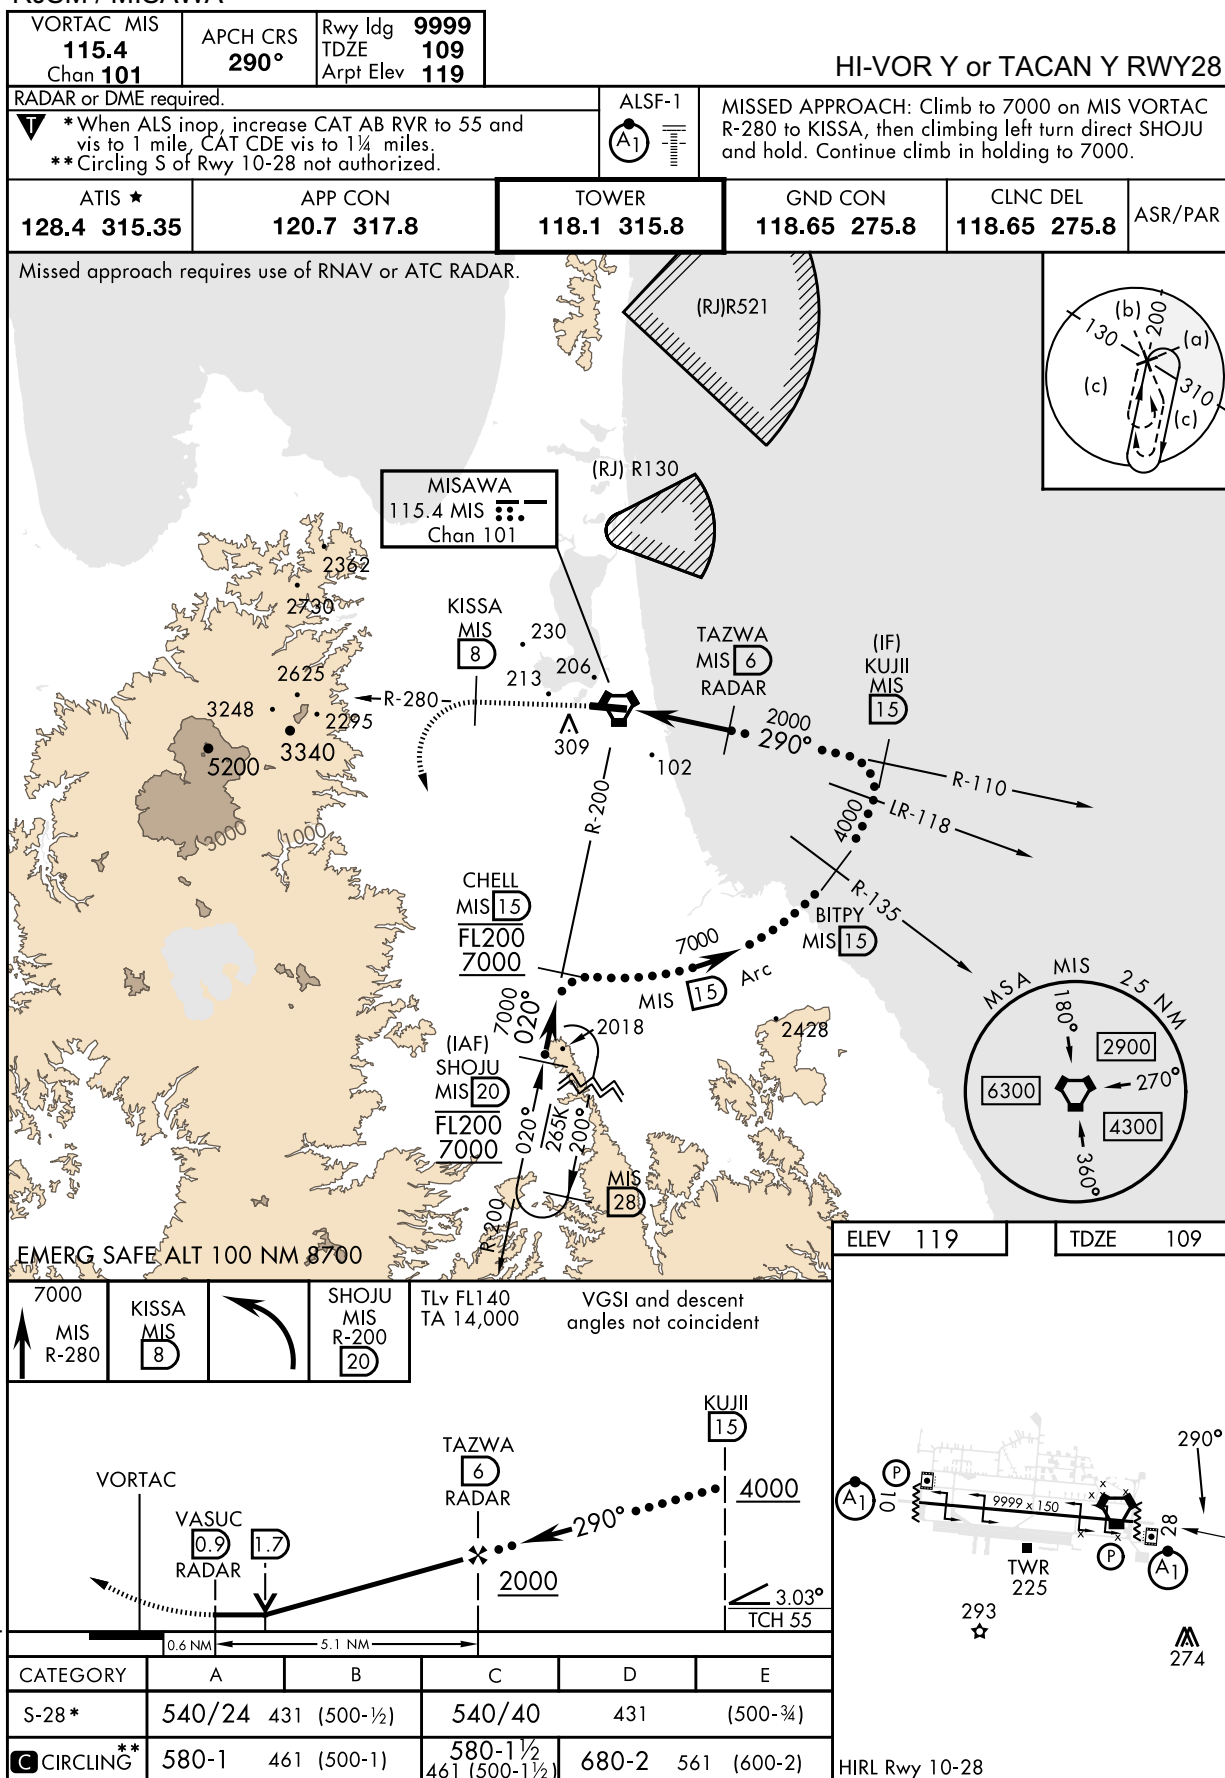 VORTAC MIS
115.4
Chan 101
APCH CRS
290°
Rwy ldg 9999
TDZE 109
Arpt Elev 119
HI-VOR Y or TACAN Y RWY28
RADAR or DME required.
T
* When ALS inop, increase CAT AB RVR to 55 and
vis to 1 mile, CAT CDE vis to 1¼ miles.
** Circling S of Rwy 10-28 not authorized.
ALSF-1
A1
MISSED APPROACH: Climb to 7000 on MIS VORTAC
R-280 to KISSA, then climbing left turn direct SHOJU
and hold. Continue climb in holding to 7000.
ATIS ★
128.4 315.35
APP CON
120.7 317.8
TOWER
118.1 315.8
GND CON
118.65 275.8
CLNC DEL
118.65 275.8
ASR/PAR
Missed approach requires use of RNAV or ATC RADAR.
(RJ)R521
(b)
200
(a)
130
(c)
310
(c)
(RJ) R130
MISAWA
115.4 MIS
Chan 101
2362
2730
KISSA
MIS
8
230
206
213
TAZWA
MIS 6
RADAR
(IF)
KUJII
MIS
15
2625
3248
2295
3340
5200
R-280
309
102
2000
290°
R-110
LR-118
4000
R-135
R-200
3000
1000
CHELL
MIS 15
FL200
7000
BITPY
MIS 15
7000
MIS 15 Arc
7000
020°
(IAF)
SHOJU
MIS 20
FL200
7000
2018
2428
020°
265K
200°
MIS
28
R-200
MSA MIS 25 NM
180°
2900
270°
6300
4300
360°
EMERG SAFE ALT 100 NM 8700
ELEV 119
TDZE 109
7000
MIS
R-280
KISSA
MIS
8
SHOJU
MIS
R-200
20
TLv FL140
TA 14,000
VGSI and descent
angles not coincident
VORTAC
VASUC
0.9
RADAR
1.7
TAZWA
6
RADAR
KUJII
15
4000
290°
2000
3.03°
TCH 55
0.6 NM
5.1 NM
CATEGORY A B C D E
S-28* 540/24 431 (500-½) 540/40 431 (500-¾)
C CIRCLING** 580-1 461 (500-1) 580-1½ 461 (500-1½) 680-2 561 (600-2)
290°
P
A1
10
9999 x 150
28
P
A1
TWR
225
293
274
HIRL Rwy 10-28